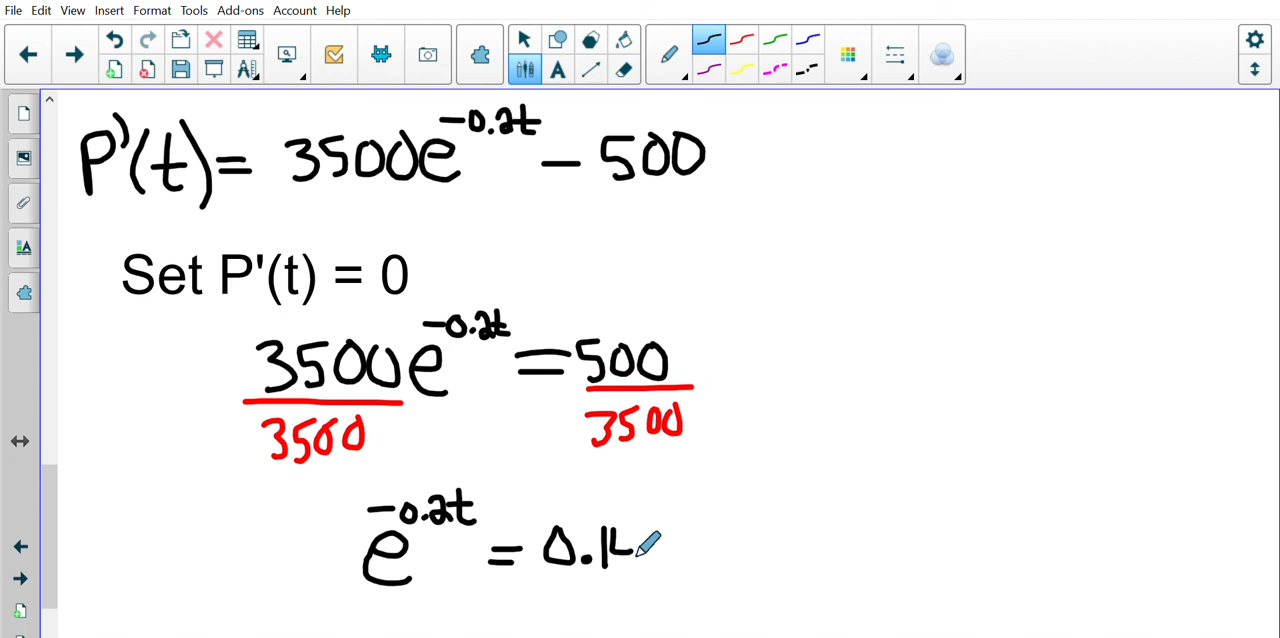 File Edit View Insert Format Tools Add-ons Account Help
P'(t) = 3500e^-0.2t - 500
Set P'(t) = 0
3500e^-0.2t = 500
3500 3500
e^-0.2t = 0.14